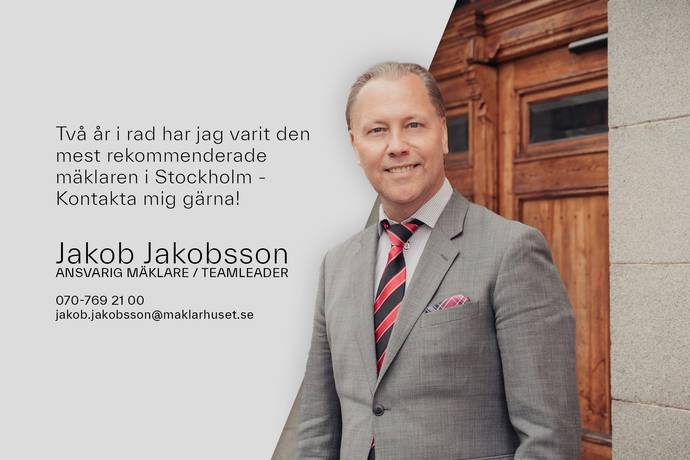 Två år i rad har jag varit den
mest rekommenderade
mäklaren i Stockholm -
Kontakta mig gärna!
Jakob Jakobsson
ANSVARIG MÄKLARE / TEAMLEADER
070-769 21 00
jakob.jakobsson@maklarhuset.se